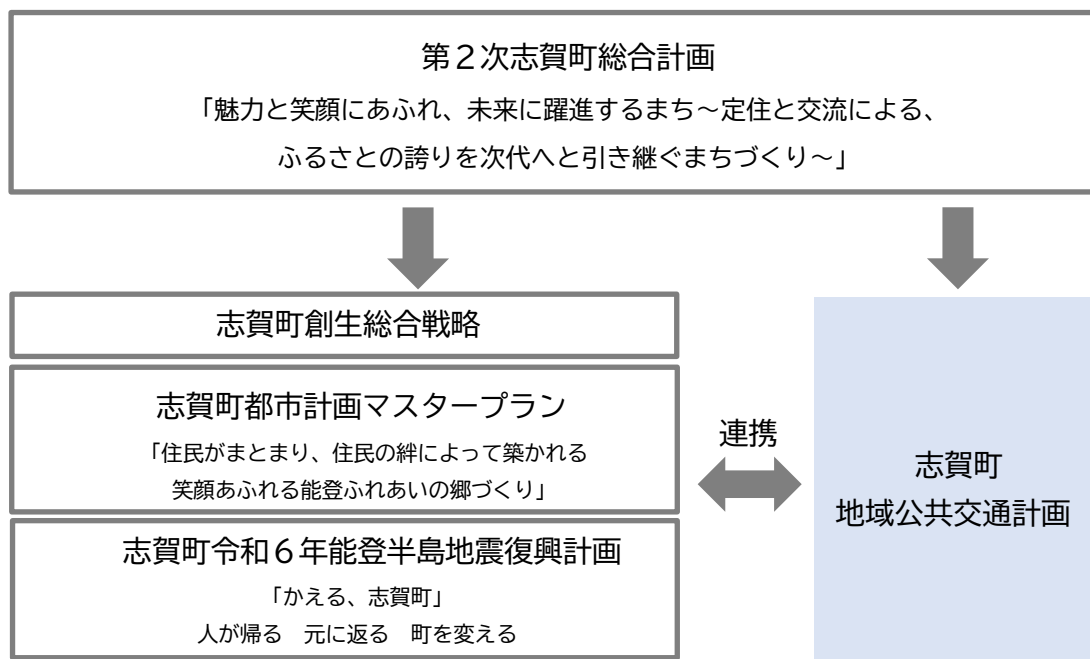 第２次志賀町総合計画
「魅力と笑顔にあふれ、未来に躍進するまち～定住と交流による、
ふるさとの誇りを次代へと引き継ぐまちづくり～」
志賀町創生総合戦略
志賀町都市計画マスタープラン
「住民がまとまり、住民の絆によって築かれる
笑顔あふれる能登ふれあいの郷づくり」
志賀町令和６年能登半島地震復興計画
「かえる、志賀町」
人が帰る　元に返る　町を変える
連携
志賀町
地域公共交通計画